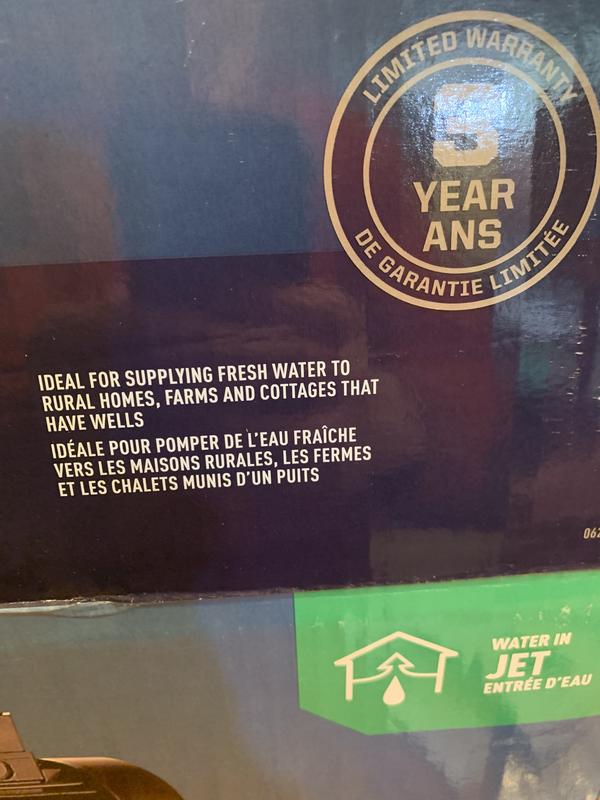 LIMITED WARRANTY
5
YEAR
ANS
DE GARANTIE LIMITÉE
IDEAL FOR SUPPLYING FRESH WATER TO
RURAL HOMES, FARMS AND COTTAGES THAT
HAVE WELLS
IDÉALE POUR POMPER DE L'EAU FRAÎCHE
VERS LES MAISONS RURALES, LES FERMES
ET LES CHALETS MUNIS D'UN PUITS
062
WATER IN
JET
ENTRÉE D'EAU